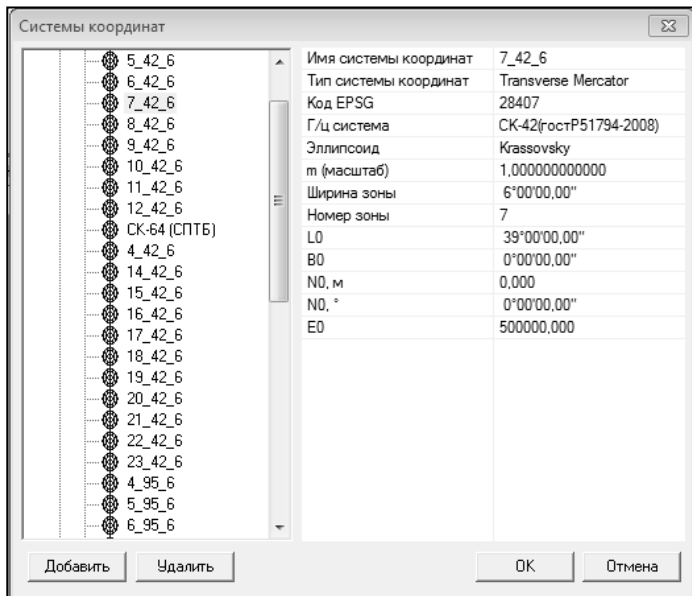 Системы координат
5_42_6
6_42_6
7_42_6
8_42_6
9_42_6
10_42_6
11_42_6
12_42_6
СК-64 (СПТБ)
4_42_6
14_42_6
15_42_6
16_42_6
17_42_6
18_42_6
19_42_6
20_42_6
21_42_6
22_42_6
23_42_6
4_95_6
5_95_6
6_95_6
Имя системы координат 7_42_6
Тип системы координат Transverse Mercator
Код EPSG 28407
Г/ц система СК-42(гостР51794-2008)
Эллипсоид Krassovsky
m (масштаб) 1,000000000000
Ширина зоны 6°00'00,00"
Номер зоны 7
L0 39°00'00,00"
B0 0°00'00,00"
N0, м 0,000
N0, ° 0°00'00,00"
E0 500000,000
Добавить Удалить OK Отмена